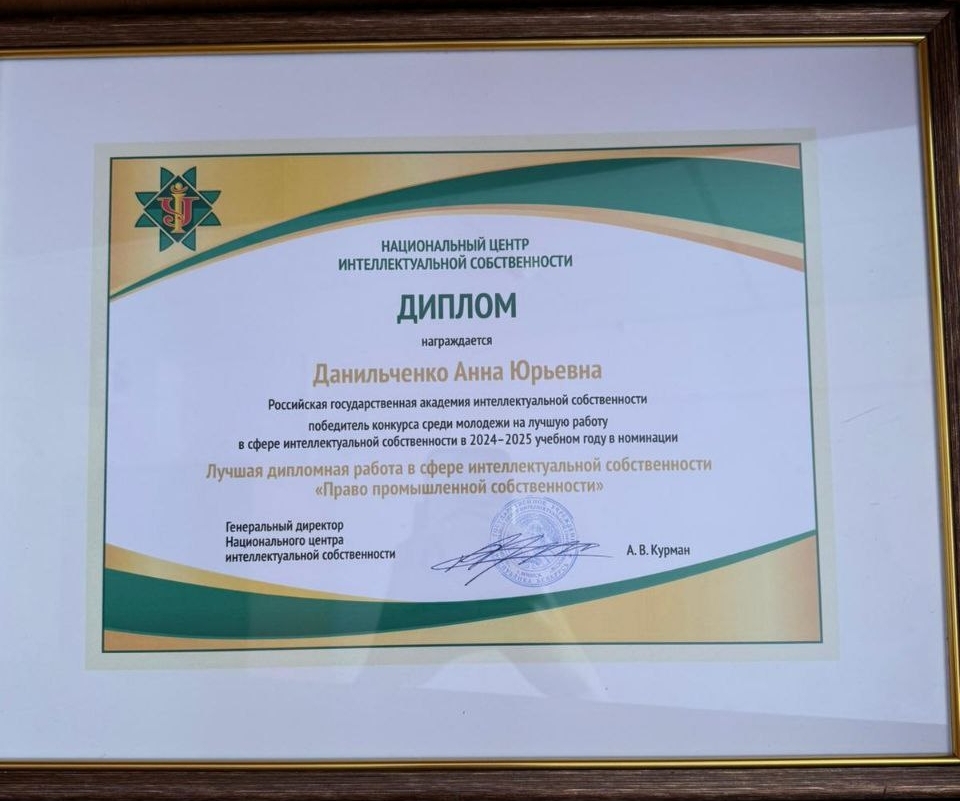 НАЦИОНАЛЬНЫЙ ЦЕНТР
ИНТЕЛЛЕКТУАЛЬНОЙ СОБСТВЕННОСТИ
ДИПЛОМ
награждается
Данильченко Анна Юрьевна
Российская государственная академия интеллектуальной собственности
победитель конкурса среди молодежи на лучшую работу
в сфере интеллектуальной собственности в 2024–2025 учебном году в номинации
Лучшая дипломная работа в сфере интеллектуальной собственности
«Право промышленной собственности»
Генеральный директор
Национального центра
интеллектуальной собственности
А. В. Курман